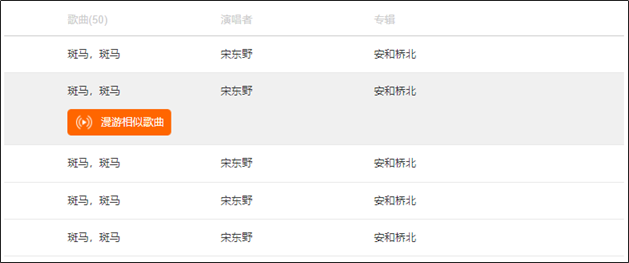 歌曲(50) 演唱者 专辑
斑马，斑马 宋东野 安和桥北
斑马，斑马 宋东野 安和桥北
漫游相似歌曲
斑马，斑马 宋东野 安和桥北
斑马，斑马 宋东野 安和桥北
斑马，斑马 宋东野 安和桥北